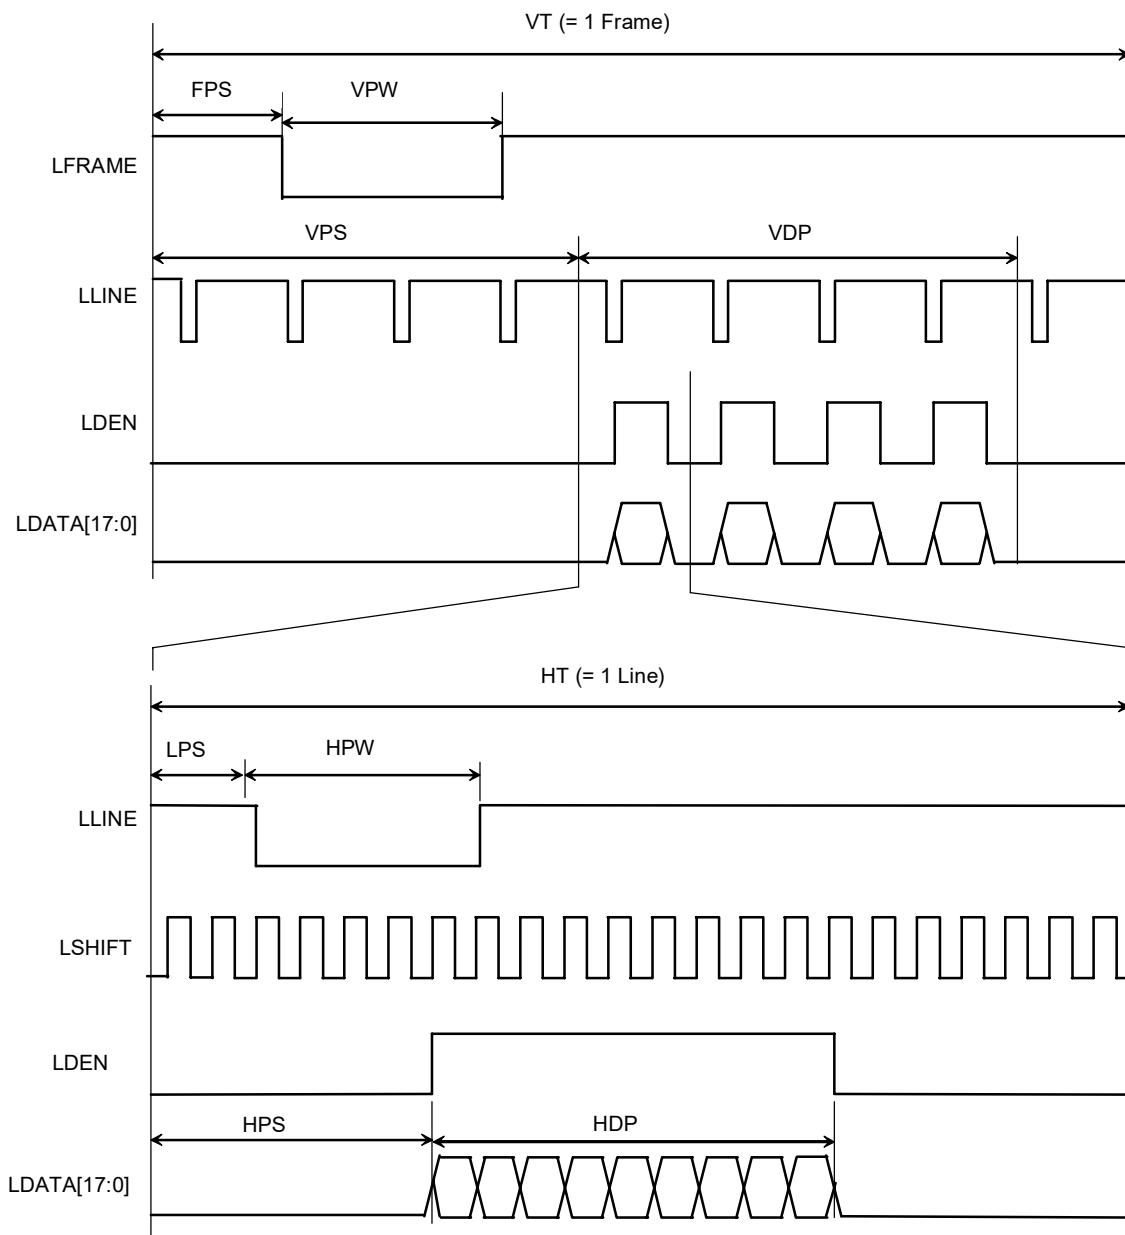 VT (= 1 Frame)
FPS
VPW
LFRAME
VPS
VDP
LLINE
LDEN
LDATA[17:0]
HT (= 1 Line)
LPS
HPW
LLINE
LSHIFT
LDEN
HPS
HDP
LDATA[17:0]